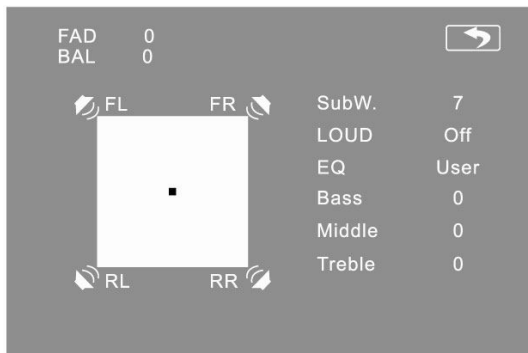 FAD 0
BAL 0
FL FR
SubW. 7
LOUD Off
EQ User
Bass 0
Middle 0
Treble 0
RL RR